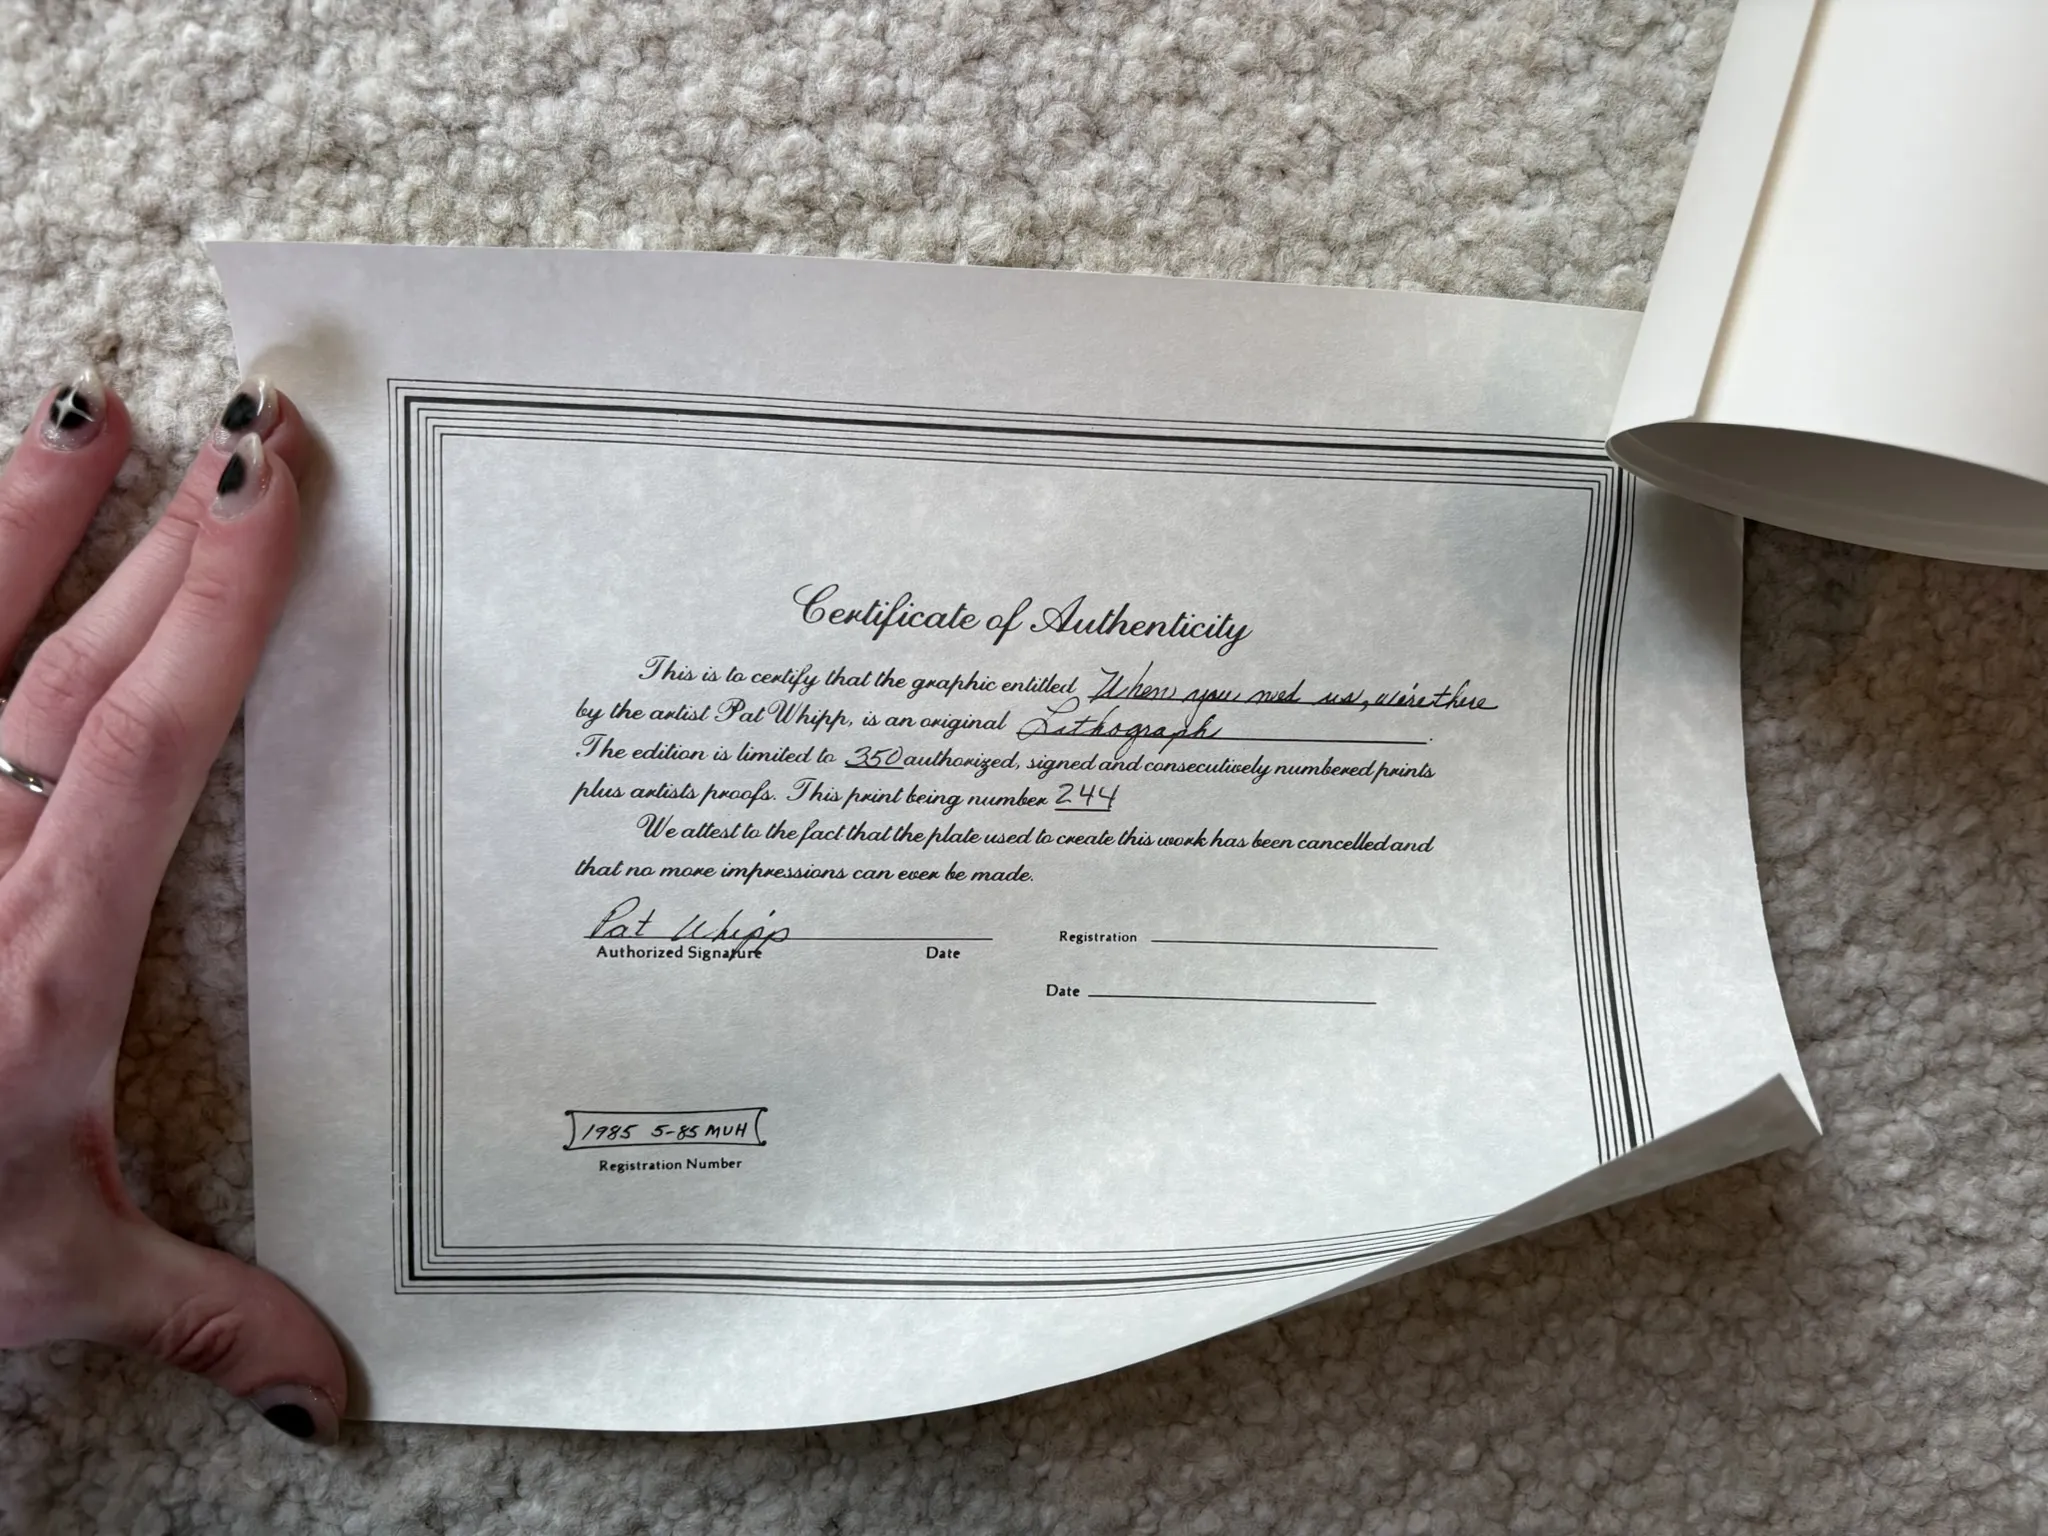 Certificate of Authenticity
This is to certify that the graphic entitled When you need us, we're there
by the artist Pat Whipp, is an original Lithograph.
The edition is limited to 350 authorized, signed and consecutively numbered prints
plus artists proofs. This print being number 244
We attest to the fact that the plate used to create this work has been cancelled and
that no more impressions can ever be made.
Pat Whipp
Authorized Signature Date
Registration
Date
1985 5-85 MUH
Registration Number